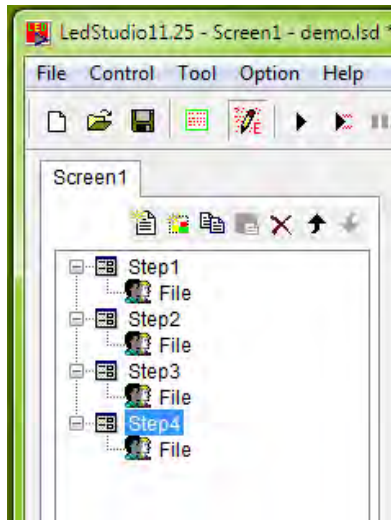 LedStudio11.25 - Screen1 - demo.lsd *
File Control Tool Option Help
E
Screen1
Step1
File
Step2
File
Step3
File
Step4
File